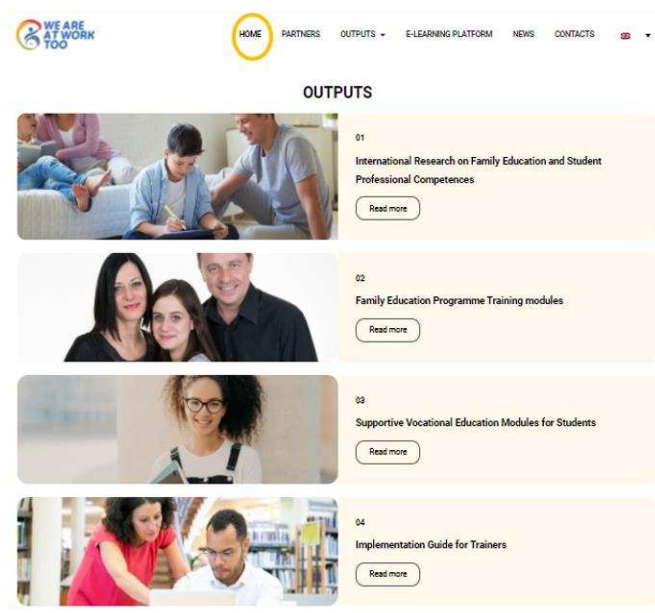 WE ARE
AT WORK
TOO
HOME PARTNERS OUTPUTS E-LEARNING PLATFORM NEWS CONTACTS
OUTPUTS
01
International Research on Family Education and Student
Professional Competences
Read more
02
Family Education Programme Training modules
Read more
03
Supportive Vocational Education Modules for Students
Read more
04
Implementation Guide for Trainers
Read more